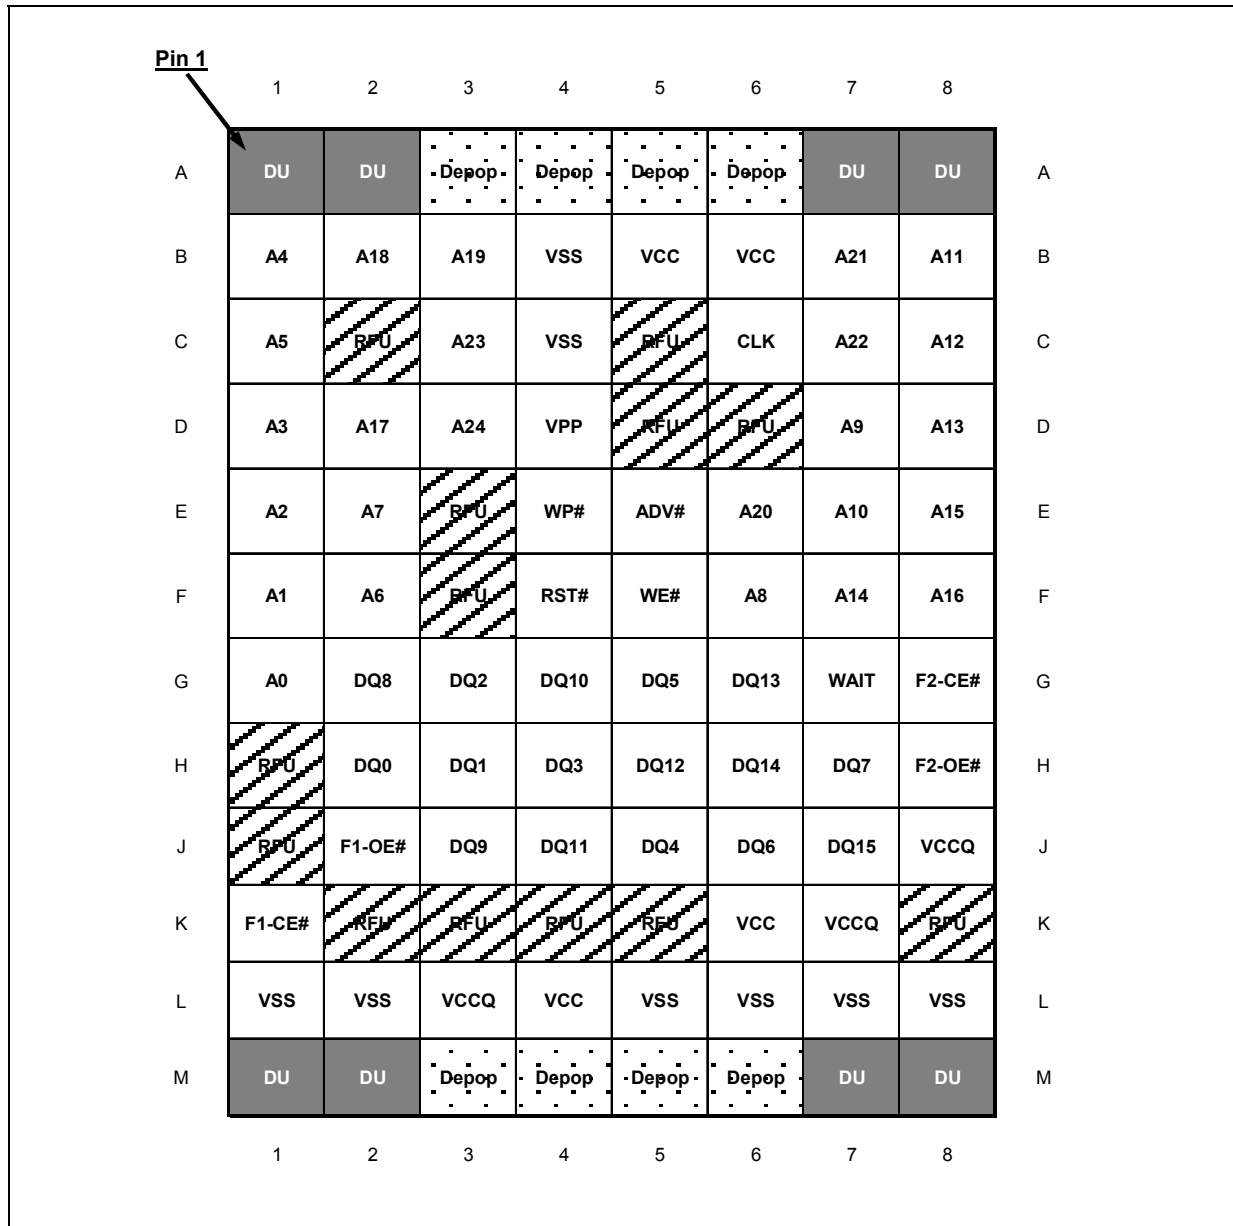 Pin 1
1 2 3 4 5 6 7 8
A DU DU Depop Depop Depop Depop DU DU A
B A4 A18 A19 VSS VCC VCC A21 A11 B
C A5 RFU A23 VSS RFU CLK A22 A12 C
D A3 A17 A24 VPP RFU RFU A9 A13 D
E A2 A7 RFU WP# ADV# A20 A10 A15 E
F A1 A6 RFU RST# WE# A8 A14 A16 F
G A0 DQ8 DQ2 DQ10 DQ5 DQ13 WAIT F2-CE# G
H RFU DQ0 DQ1 DQ3 DQ12 DQ14 DQ7 F2-OE# H
J RFU F1-OE# DQ9 DQ11 DQ4 DQ6 DQ15 VCCQ J
K F1-CE# RFU RFU RFU RFU VCC VCCQ RFU K
L VSS VSS VCCQ VCC VSS VSS VSS VSS L
M DU DU Depop Depop Depop Depop DU DU M
1 2 3 4 5 6 7 8